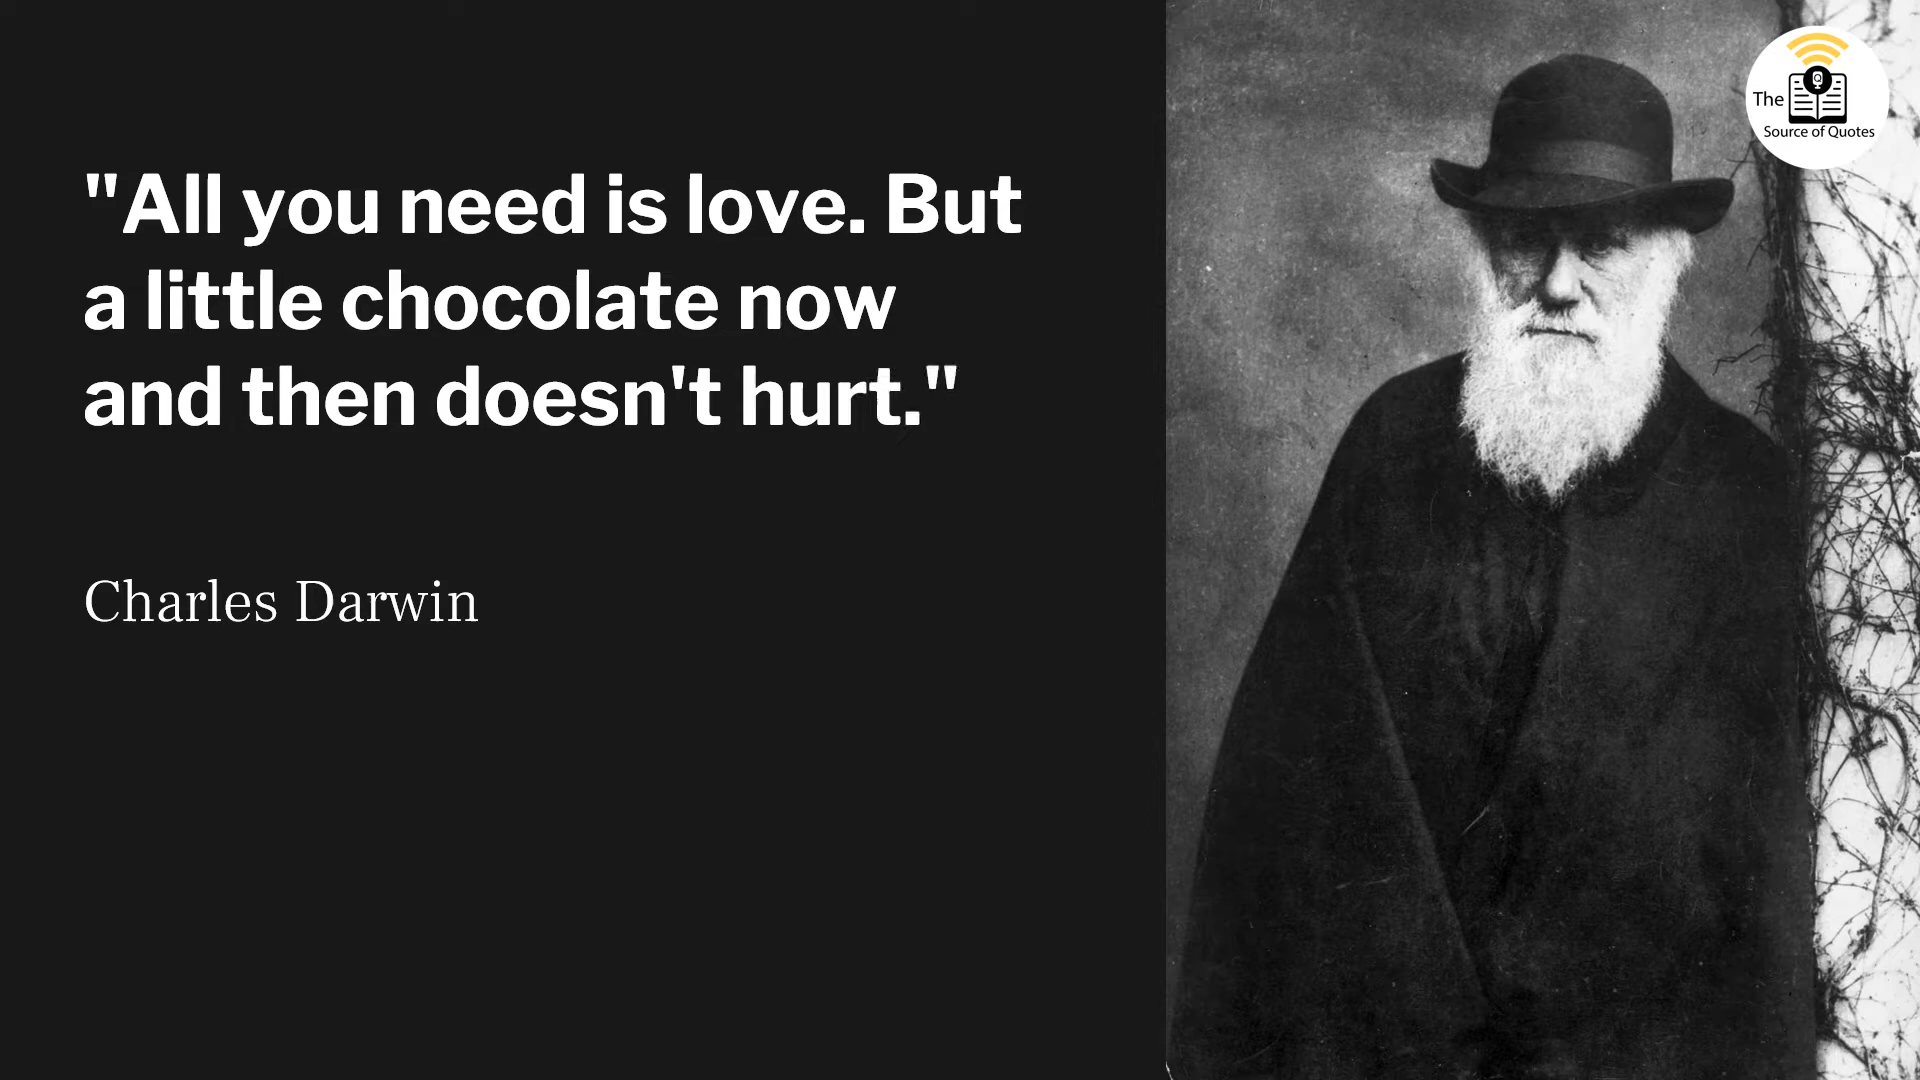 "All you need is love. But
a little chocolate now
and then doesn't hurt."
Charles Darwin
The
Source of Quotes
Q